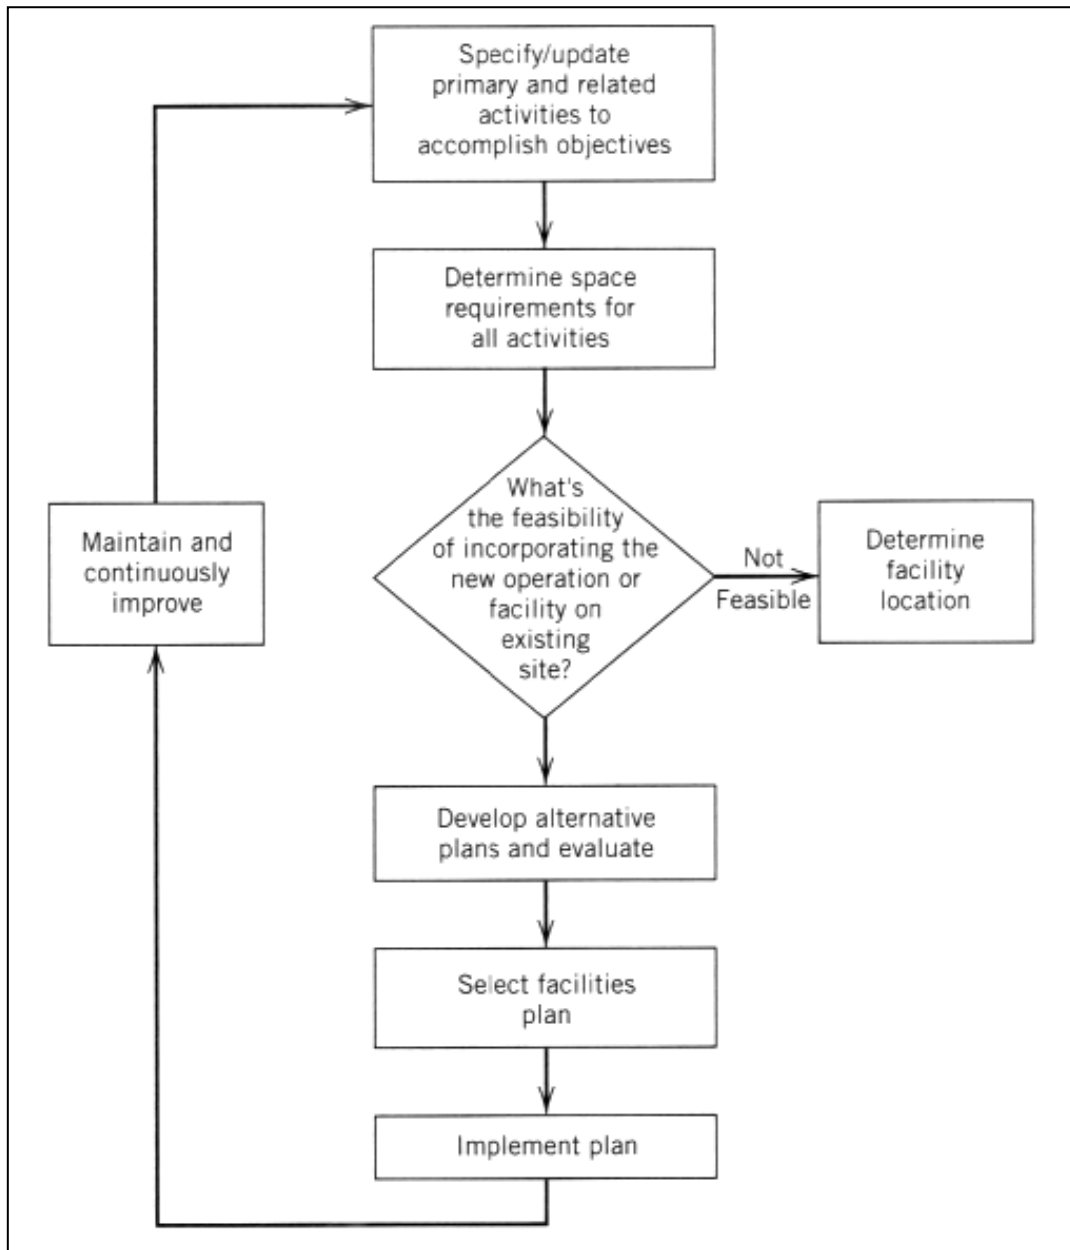 Specify/update
primary and related
activities to
accomplish objectives
Determine space
requirements for
all activities
What's
the feasibility
of incorporating the
new operation or
facility on
existing
site?
Not
Feasible
Determine
facility
location
Maintain and
continuously
improve
Develop alternative
plans and evaluate
Select facilities
plan
Implement plan